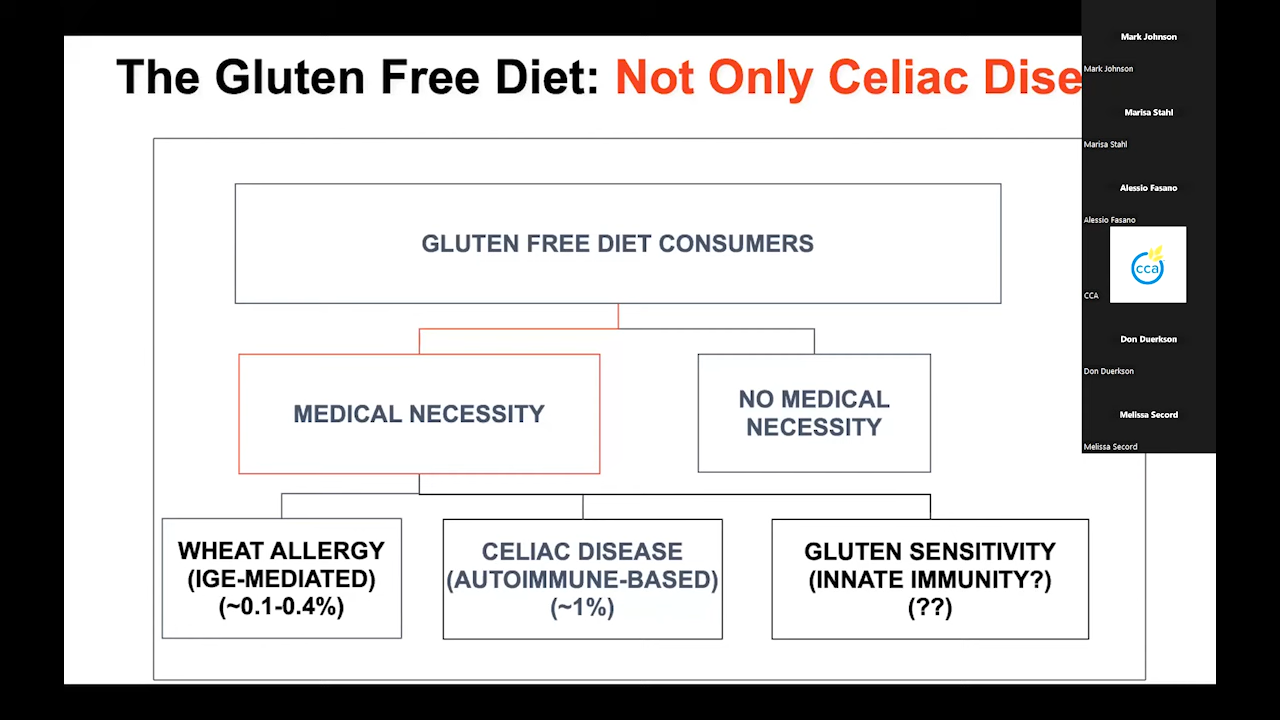 The Gluten Free Diet: Not Only Celiac Dise
GLUTEN FREE DIET CONSUMERS
MEDICAL NECESSITY
NO MEDICAL
NECESSITY
WHEAT ALLERGY
(IGE-MEDIATED)
(~0.1-0.4%)
CELIAC DISEASE
(AUTOIMMUNE-BASED)
(~1%)
GLUTEN SENSITIVITY
(INNATE IMMUNITY?)
(??)
Mark Johnson
Mark Johnson
Marisa Stahl
Marisa Stahl
Alessio Fasano
Alessio Fasano
cca
CCA
Don Duerkson
Don Duerkson
Melissa Secord
Melissa Secord